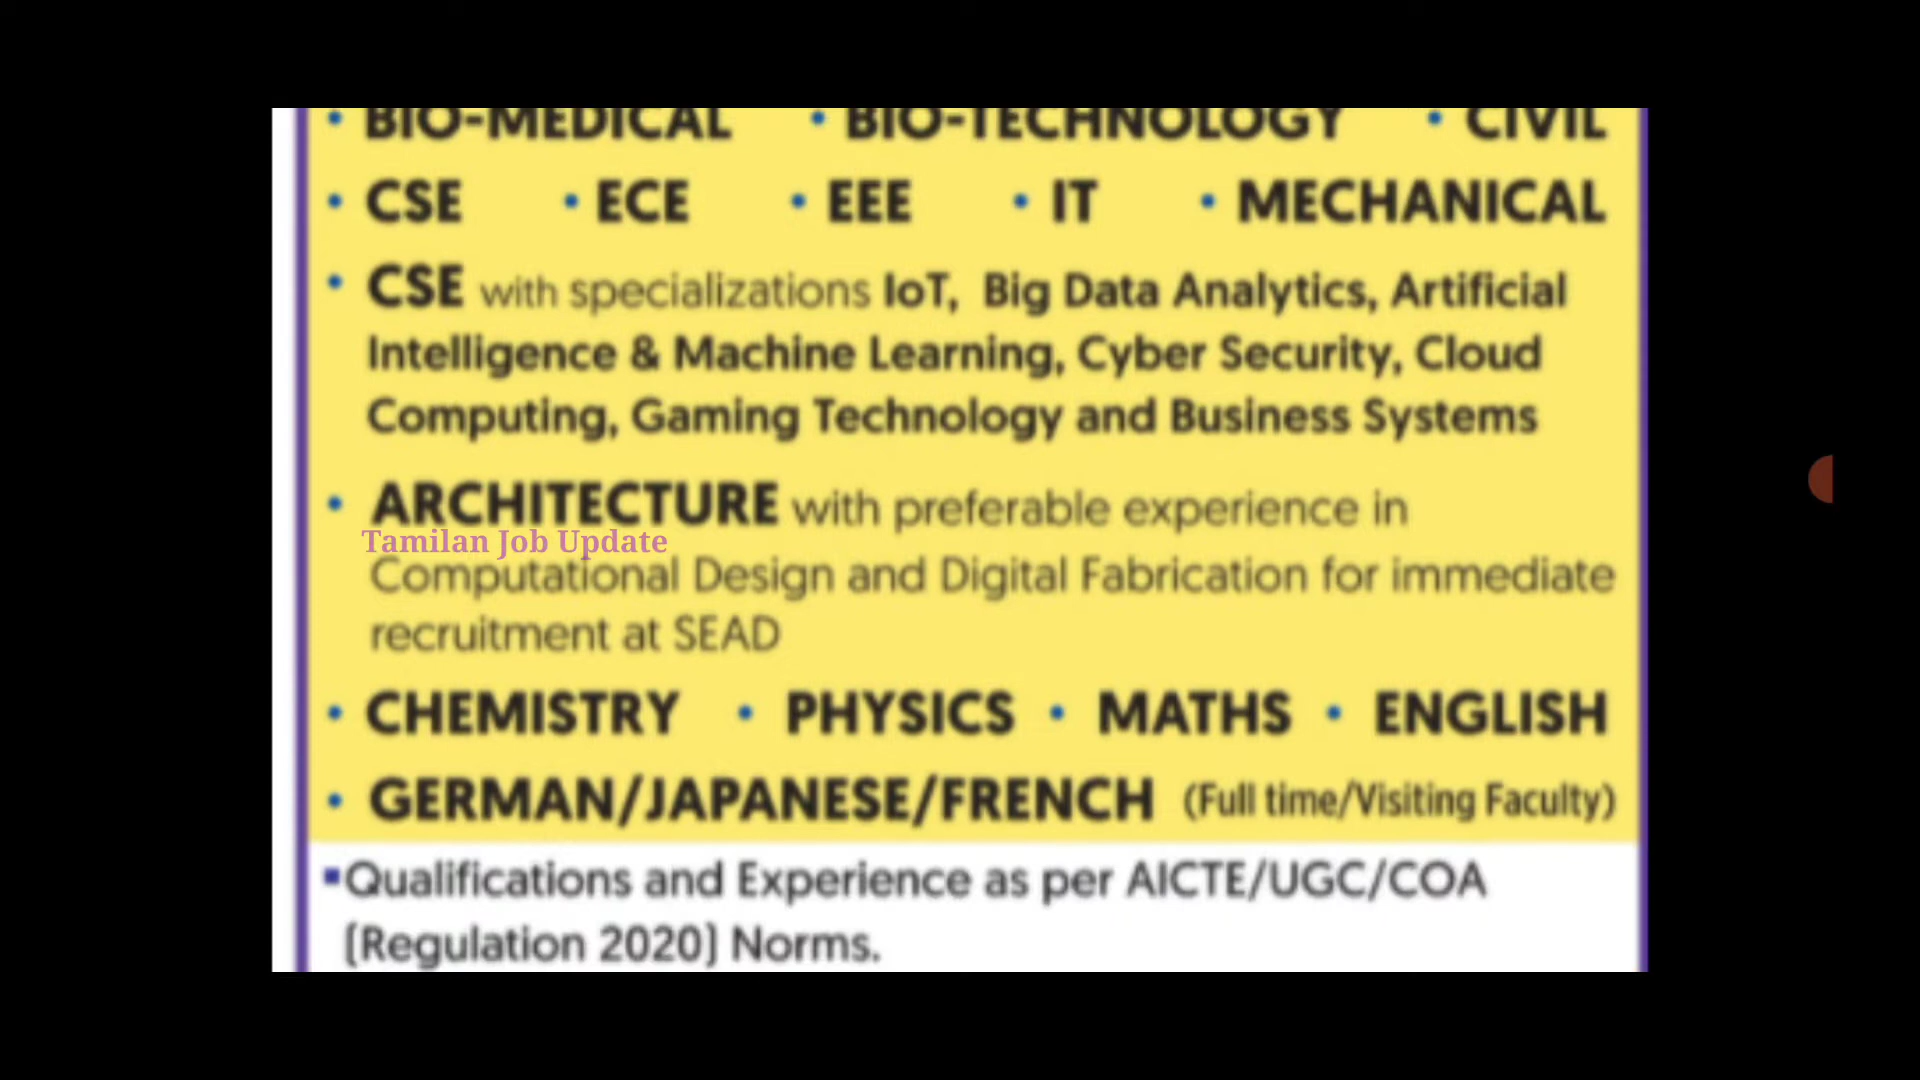 • BIO-MEDICAL • BIO-TECHNOLOGY • CIVIL
• CSE • ECE • EEE • IT • MECHANICAL
• CSE with specializations IoT, Big Data Analytics, Artificial
Intelligence & Machine Learning, Cyber Security, Cloud
Computing, Gaming Technology and Business Systems
• ARCHITECTURE with preferable experience in
Tamilan Job Update
Computational Design and Digital Fabrication for immediate
recruitment at SEAD
• CHEMISTRY • PHYSICS • MATHS • ENGLISH
• GERMAN/JAPANESE/FRENCH (Full time/Visiting Faculty)
▪Qualifications and Experience as per AICTE/UGC/COA
(Regulation 2020) Norms.